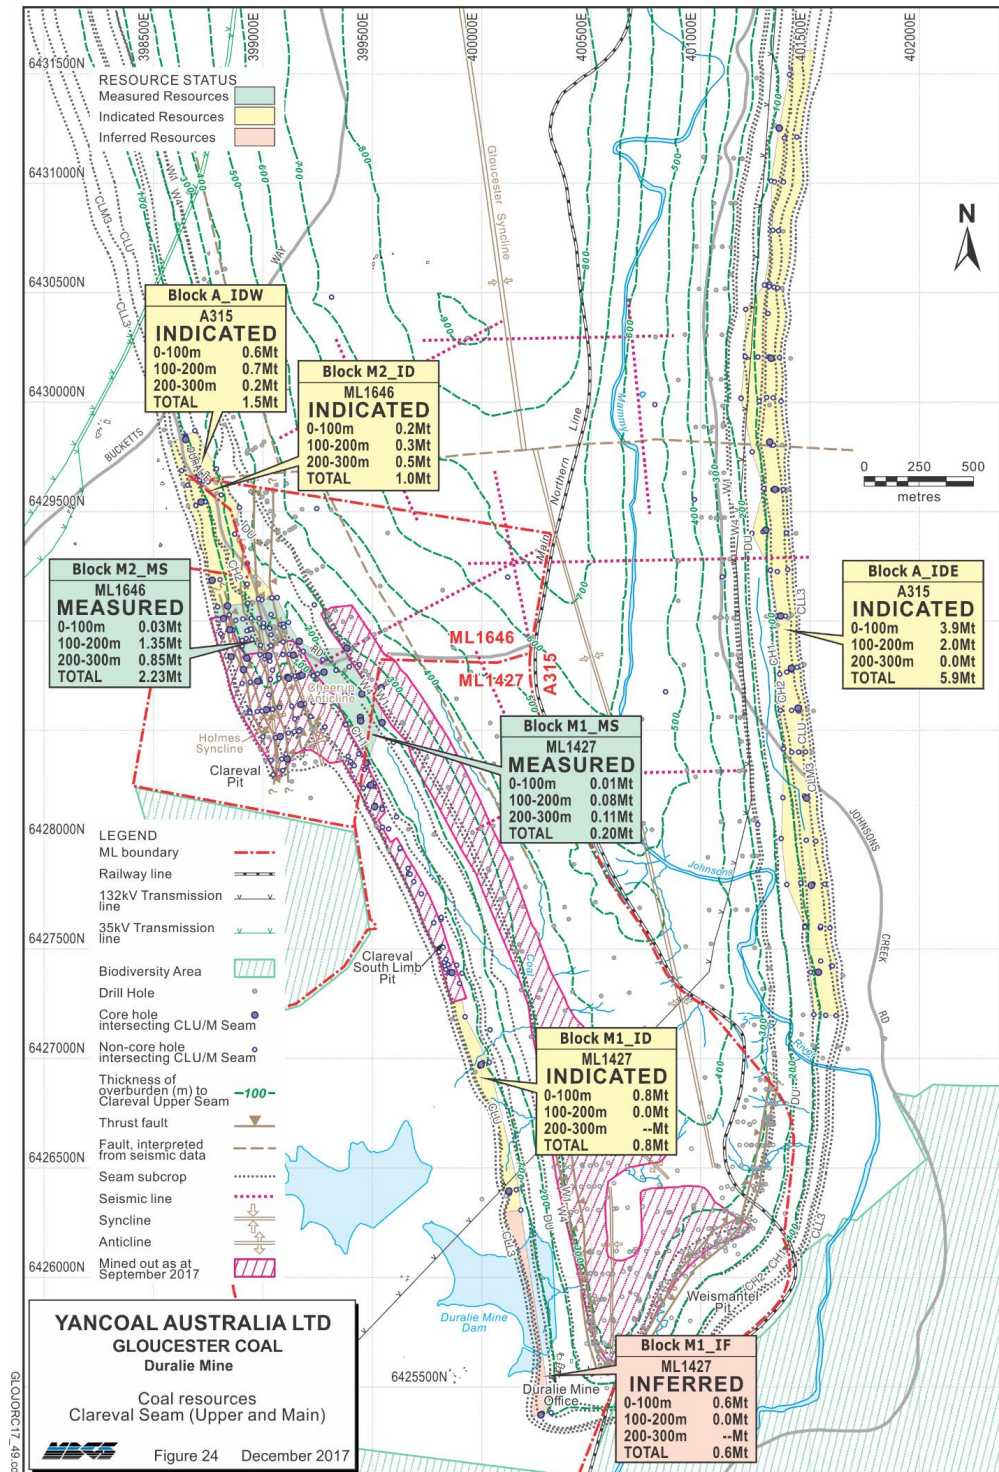 398500E
399000E
399500E
400000E
400500E
401000E
401500E
402000E
6431500N
6431000N
6430500N
6430000N
6429500N
6428000N
6427500N
6427000N
6426500N
6426000N
6425500N
RESOURCE STATUS
Measured Resources
Indicated Resources
Inferred Resources
N
0 250 500
metres
Block A_IDW
A315
INDICATED
0-100m 0.6Mt
100-200m 0.7Mt
200-300m 0.2Mt
TOTAL 1.5Mt
Block M2_ID
ML1646
INDICATED
0-100m 0.2Mt
100-200m 0.3Mt
200-300m 0.5Mt
TOTAL 1.0Mt
Block M2_MS
ML1646
MEASURED
0-100m 0.03Mt
100-200m 1.35Mt
200-300m 0.85Mt
TOTAL 2.23Mt
Block A_IDE
A315
INDICATED
0-100m 3.9Mt
100-200m 2.0Mt
200-300m 0.0Mt
TOTAL 5.9Mt
Block M1_MS
ML1427
MEASURED
0-100m 0.01Mt
100-200m 0.08Mt
200-300m 0.11Mt
TOTAL 0.20Mt
Block M1_ID
ML1427
INDICATED
0-100m 0.8Mt
100-200m 0.0Mt
200-300m --Mt
TOTAL 0.8Mt
Block M1_IF
ML1427
INFERRED
0-100m 0.6Mt
100-200m 0.0Mt
200-300m --Mt
TOTAL 0.6Mt
Gloucester Syncline
BUCKETTS
WAY
Main Northern Line
Mammy
Johnsons
River
JOHNSONS
CREEK
RD
Coal
ML1646
ML1427
A315
Cheerup
Anticline
Holmes
Syncline
Clareval
Pit
Clareval
South Limb
Pit
Weismantel
Pit
Duralie Mine
Dam
Duralie Mine
Office
CLM3
CLU
CLL3
W1
W4
DU
CH2
CH1
LEGEND
ML boundary
Railway line
132kV Transmission
line
35kV Transmission
line
Biodiversity Area
Drill Hole
Core hole
intersecting CLU/M Seam
Non-core hole
intersecting CLU/M Seam
Thickness of
overburden (m) to
Clareval Upper Seam
100
Thrust fault
Fault, interpreted
from seismic data
Seam subcrop
Seismic line
Syncline
Anticline
Mined out as at
September 2017
YANCOAL AUSTRALIA LTD
GLOUCESTER COAL
Duralie Mine
Coal resources
Clareval Seam (Upper and Main)
Figure 24 December 2017